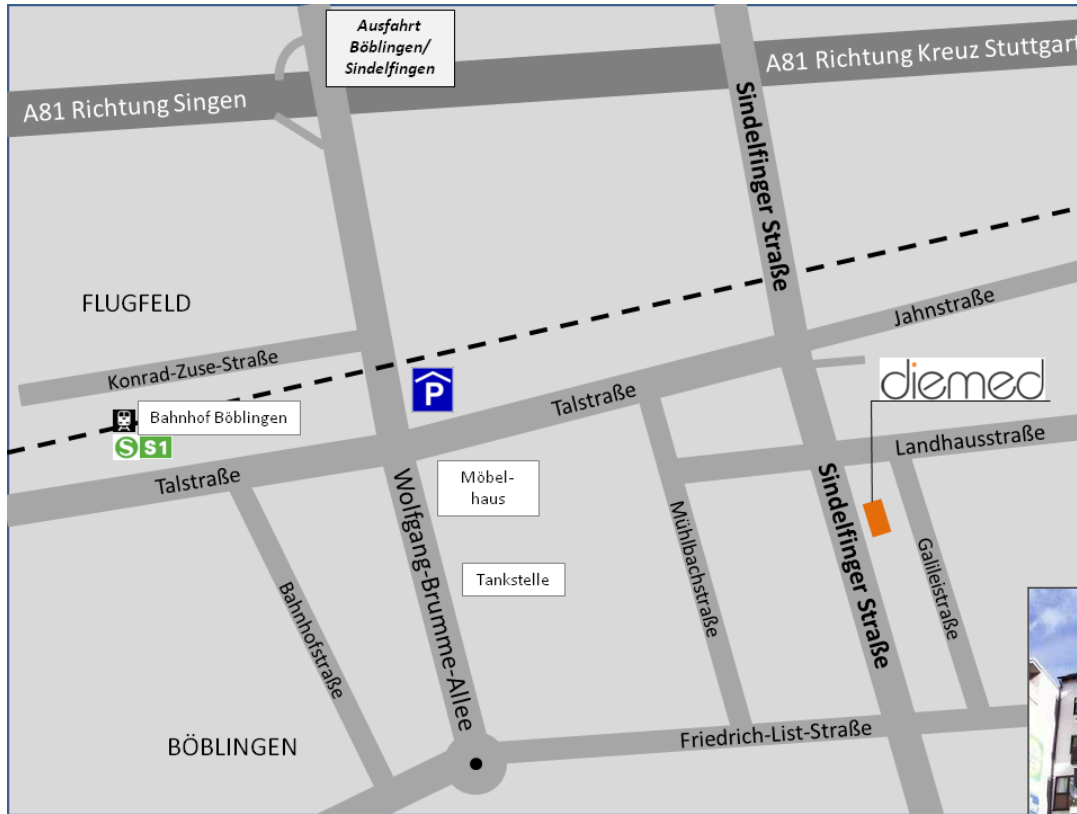 Ausfahrt
Böblingen/
Sindelfingen
A81 Richtung Kreuz Stuttgart
A81 Richtung Singen
Sindelfinger Straße
FLUGFELD
Jahnstraße
Konrad-Zuse-Straße
P
diemed
Talstraße
Bahnhof Böblingen
S S1
Landhausstraße
Talstraße
Möbel-
haus
Wolfgang-Brumme-Allee
Sindelfinger Straße
Mühlbachstraße
Galileistraße
Tankstelle
Bahnhofstraße
Friedrich-List-Straße
BÖBLINGEN